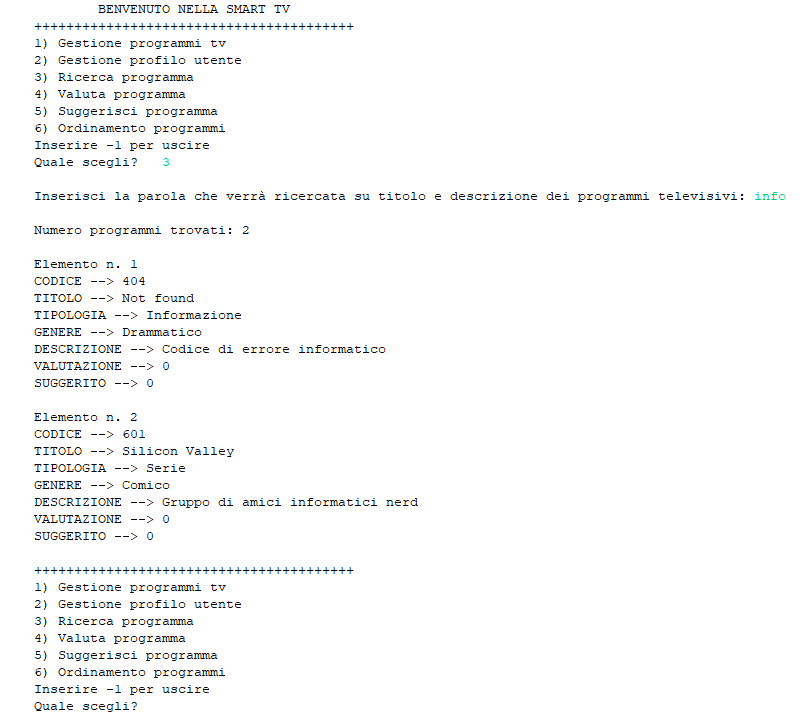 BENVENUTO NELLA SMART TV
++++++++++++++++++++++++++++++++++++++++
1) Gestione programmi tv
2) Gestione profilo utente
3) Ricerca programma
4) Valuta programma
5) Suggerisci programma
6) Ordinamento programmi
Inserire -1 per uscire
Quale scegli? 3
Inserisci la parola che verrà ricercata su titolo e descrizione dei programmi televisivi: info
Numero programmi trovati: 2
Elemento n. 1
CODICE --> 404
TITOLO --> Not found
TIPOLOGIA --> Informazione
GENERE --> Drammatico
DESCRIZIONE --> Codice di errore informatico
VALUTAZIONE --> 0
SUGGERITO --> 0
Elemento n. 2
CODICE --> 601
TITOLO --> Silicon Valley
TIPOLOGIA --> Serie
GENERE --> Comico
DESCRIZIONE --> Gruppo di amici informatici nerd
VALUTAZIONE --> 0
SUGGERITO --> 0
++++++++++++++++++++++++++++++++++++++++
1) Gestione programmi tv
2) Gestione profilo utente
3) Ricerca programma
4) Valuta programma
5) Suggerisci programma
6) Ordinamento programmi
Inserire -1 per uscire
Quale scegli?